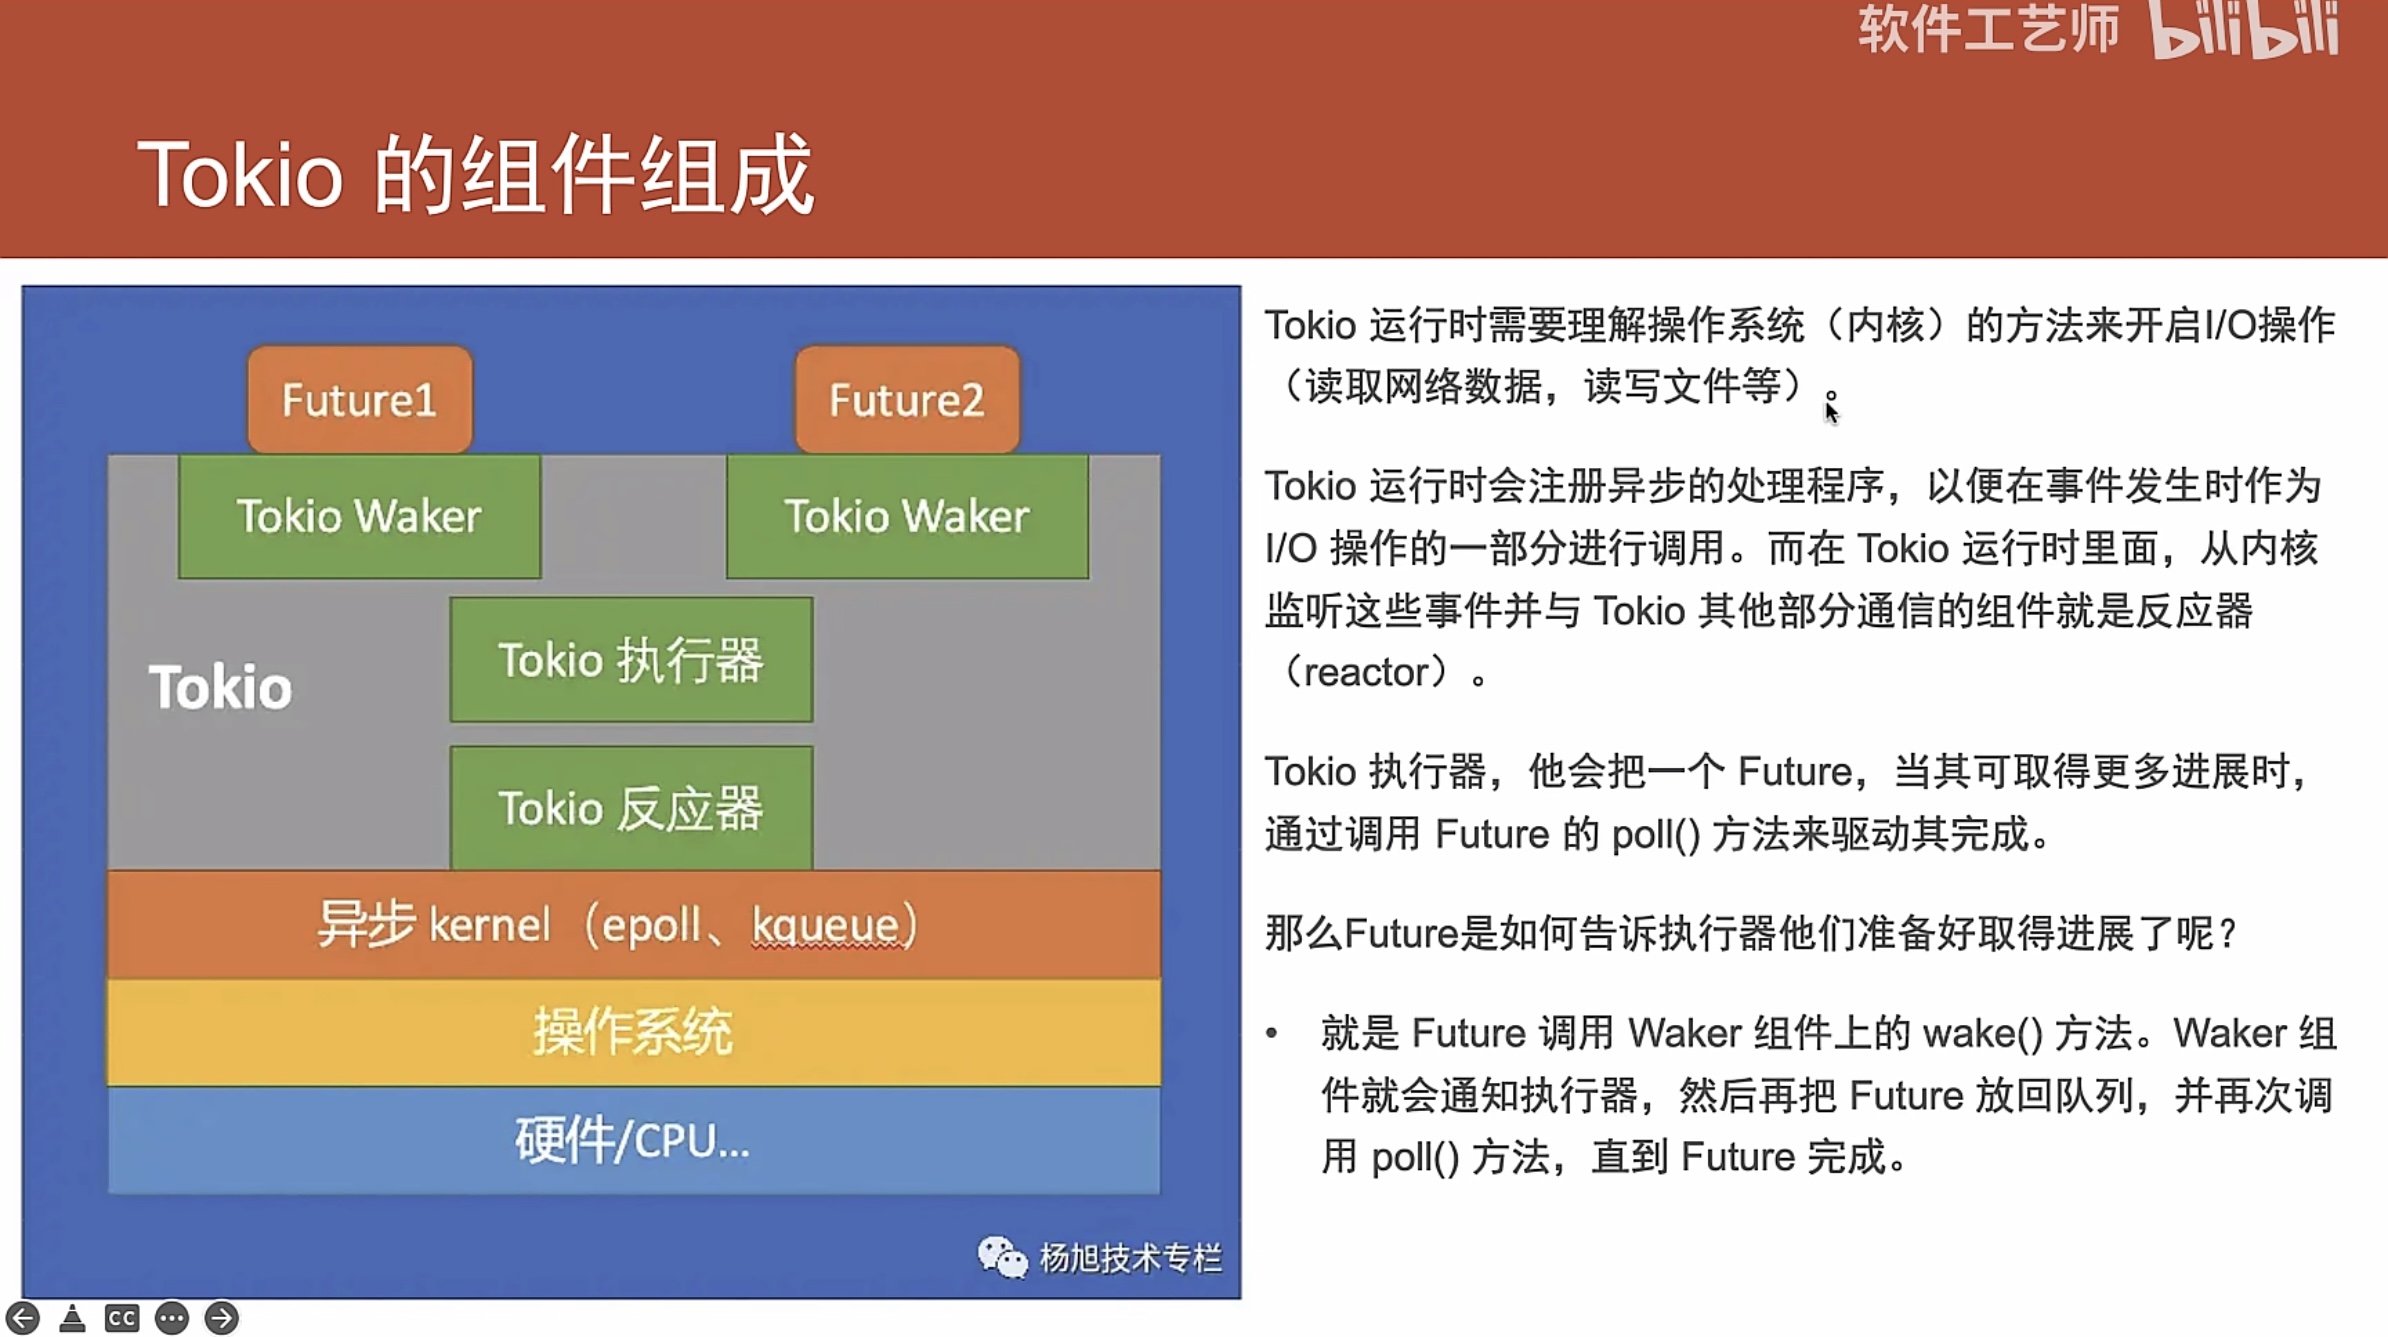 软件工艺师 bilibili
Tokio 的组件组成
Future1
Future2
Tokio Waker
Tokio Waker
Tokio 执行器
Tokio
Tokio 反应器
异步 kernel（epoll、kqueue）
操作系统
硬件/CPU...
杨旭技术专栏
Tokio 运行时需要理解操作系统（内核）的方法来开启I/O操作
（读取网络数据，读写文件等）。
Tokio 运行时会注册异步的处理程序，以便在事件发生时作为
I/O 操作的一部分进行调用。而在 Tokio 运行时里面，从内核
监听这些事件并与 Tokio 其他部分通信的组件就是反应器
（reactor）。
Tokio 执行器，他会把一个 Future，当其可取得更多进展时，
通过调用 Future 的 poll() 方法来驱动其完成。
那么Future是如何告诉执行器他们准备好取得进展了呢？
• 就是 Future 调用 Waker 组件上的 wake() 方法。Waker 组
件就会通知执行器，然后再把 Future 放回队列，并再次调
用 poll() 方法，直到 Future 完成。
CC